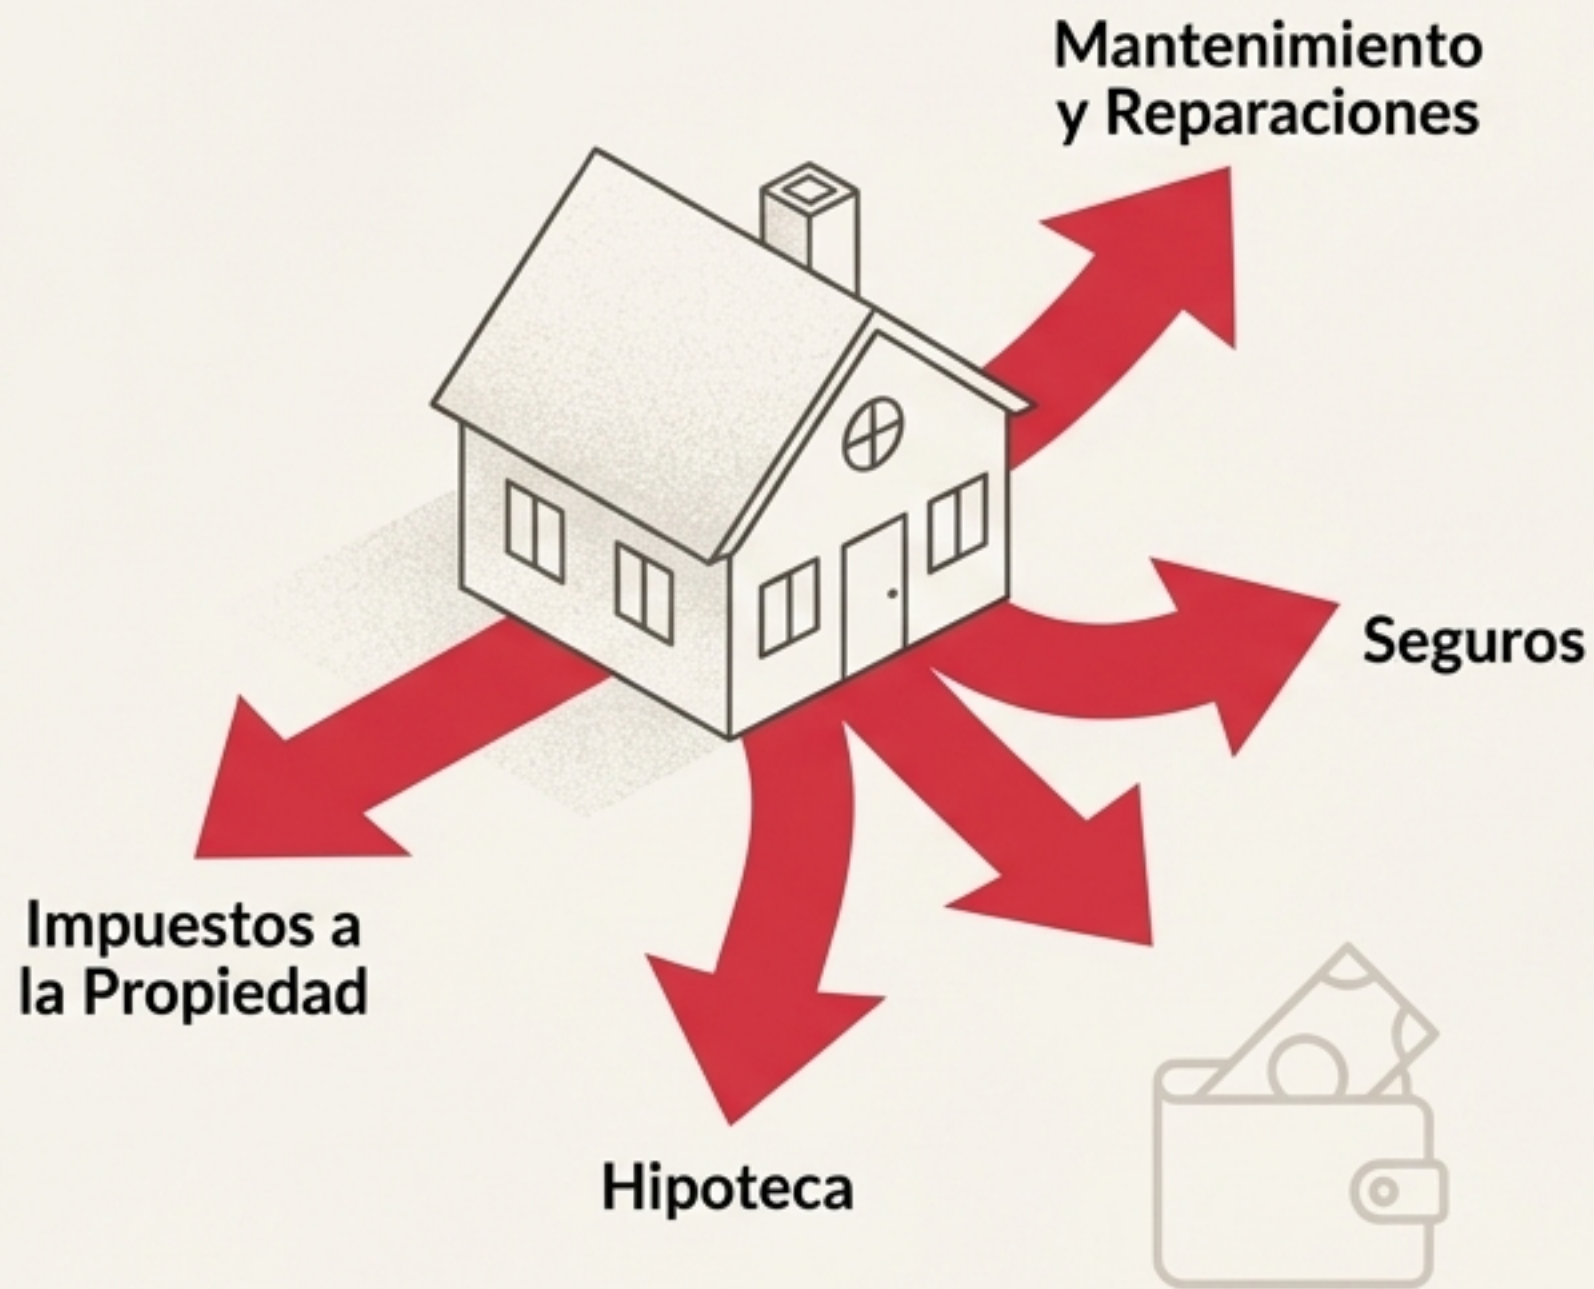 Mantenimiento
y Reparaciones
Seguros
Impuestos a
la Propiedad
Hipoteca